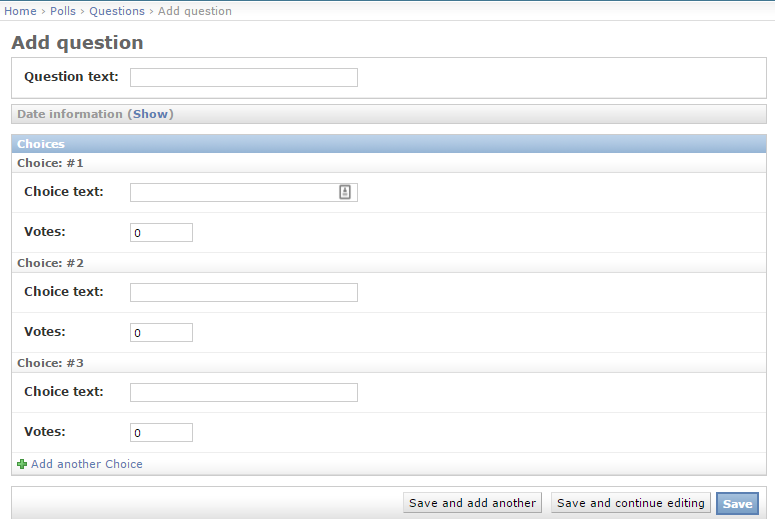 Home › Polls › Questions › Add question
Add question
Question text:
Date information (Show)
Choices
Choice: #1
Choice text:
Votes: 0
Choice: #2
Choice text:
Votes: 0
Choice: #3
Choice text:
Votes: 0
Add another Choice
Save and add another Save and continue editing Save